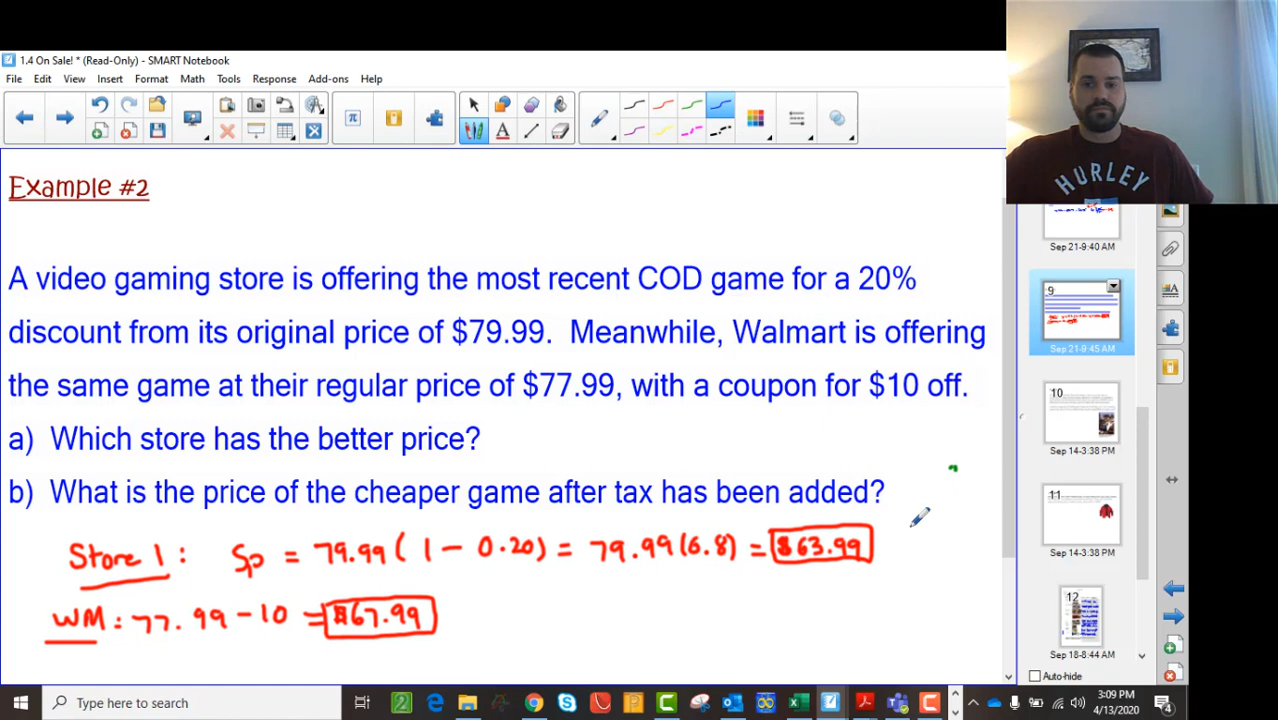 1.4 On Sale! * (Read-Only) - SMART Notebook
File Edit View Insert Format Math Tools Response Add-ons Help
HURLEY
Example #2
A video gaming store is offering the most recent COD game for a 20%
discount from its original price of $79.99. Meanwhile, Walmart is offering
the same game at their regular price of $77.99, with a coupon for $10 off.
a) Which store has the better price?
b) What is the price of the cheaper game after tax has been added?
Store 1: Sp = 79.99(1-0.20) = 79.99(6.8) = $63.99
WM: 77.99-10 = $67.99
Sep 21-9:40 AM
9
Sep 21-9:45 AM
10
Sep 14-3:38 PM
11
Sep 14-3:38 PM
12
Sep 18-8:44 AM
Auto-hide
Type here to search
3:09 PM
4/13/2020
4